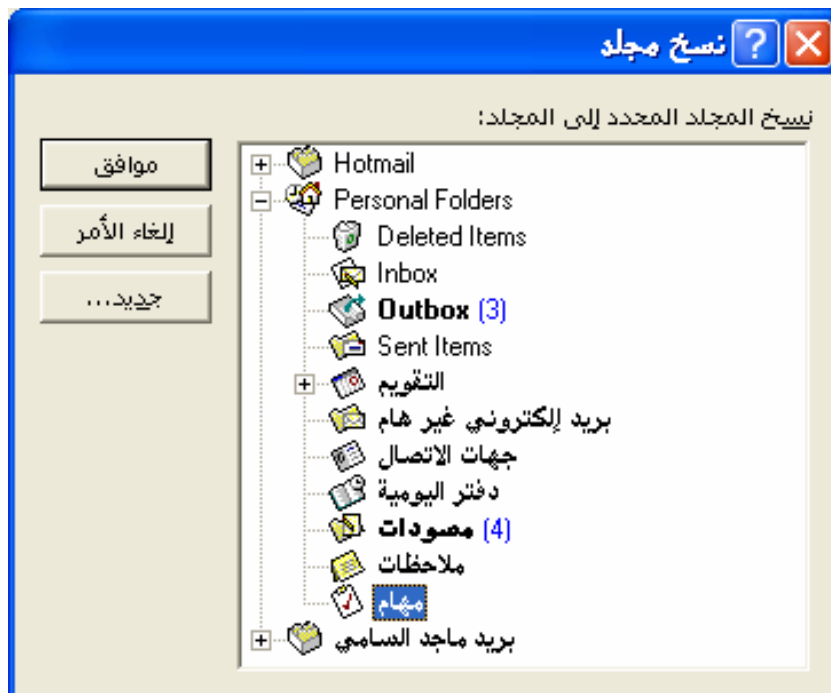 نسخ مجلد
نسخ المجلد المحدد إلى المجلد:
Hotmail
Personal Folders
Deleted Items
Inbox
Outbox (3)
Sent Items
التقويم
بريد إلكتروني غير هام
جهات الاتصال
دفتر اليومية
مسودات (4)
ملاحظات
مهام
بريد ماجد السامي
موافق
إلغاء الأمر
جديد...